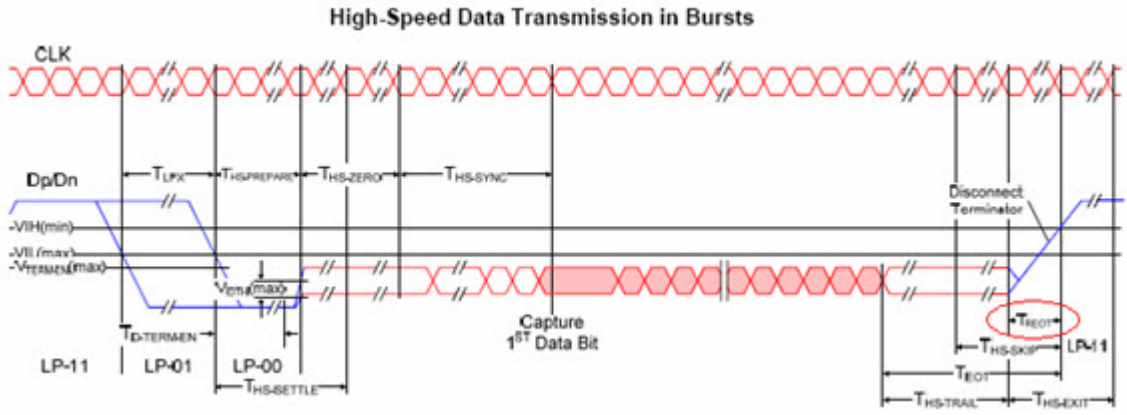 High-Speed Data Transmission in Bursts
CLK
TLPX
THS-PREPARE
THS-ZERO
THS-SYNC
Dp/Dn
Disconnect
Terminator
VIH(min)
VIL(max)
VTERM-EN(max)
VIDTH(max)
Capture
1ST Data Bit
TREOT
TD-TERM-EN
THS-SKIP
LP-11
LP-11
LP-01
LP-00
TEOT
THS-SETTLE
THS-TRAIL
THS-EXIT